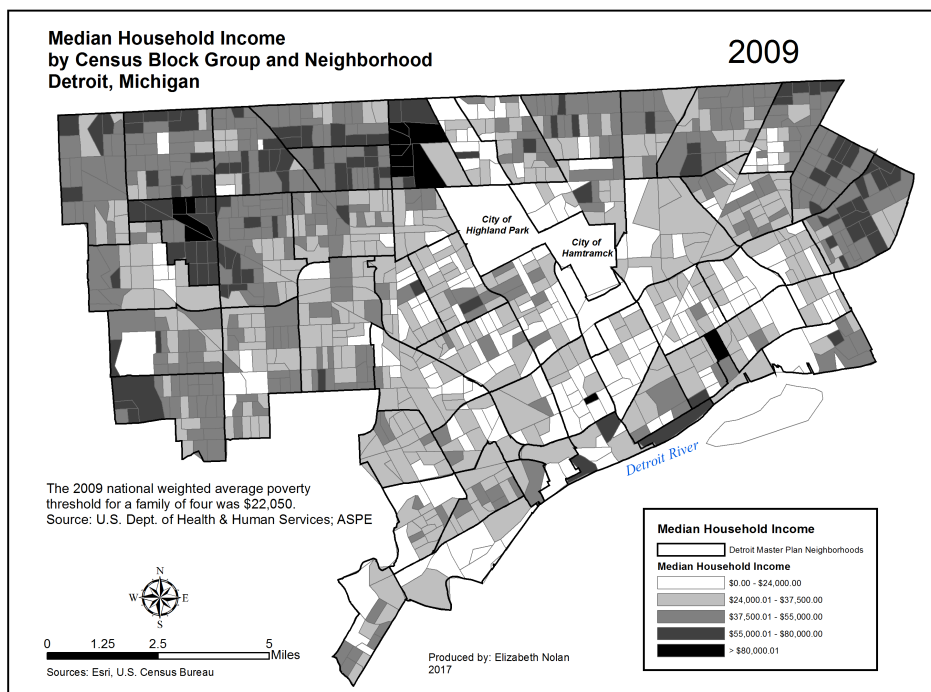 Median Household Income
by Census Block Group and Neighborhood
Detroit, Michigan
2009
City of
Highland Park
City of
Hamtramck
Detroit River
The 2009 national weighted average poverty
threshold for a family of four was $22,050.
Source: U.S. Dept. of Health & Human Services; ASPE
N
W
E
S
0 1.25 2.5 5
Miles
Sources: Esri, U.S. Census Bureau
Produced by: Elizabeth Nolan
2017
Median Household Income
Detroit Master Plan Neighborhoods
Median Household Income
$0.00 - $24,000.00
$24,000.01 - $37,500.00
$37,500.01 - $55,000.00
$55,000.01 - $80,000.00
> $80,000.01